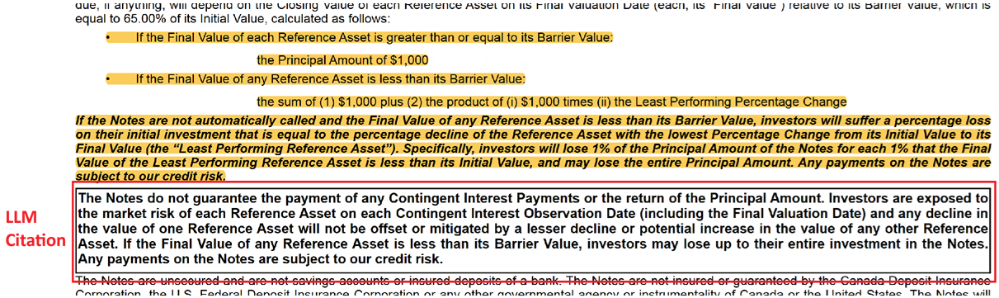 due, if anything, will depend on the Closing Value of each Reference Asset on its Final Valuation Date (each, its "Final Value") relative to its Barrier Value, which is
equal to 65.00% of its Initial Value, calculated as follows:
• If the Final Value of each Reference Asset is greater than or equal to its Barrier Value:
the Principal Amount of $1,000
• If the Final Value of any Reference Asset is less than its Barrier Value:
the sum of (1) $1,000 plus (2) the product of (i) $1,000 times (ii) the Least Performing Percentage Change
If the Notes are not automatically called and the Final Value of any Reference Asset is less than its Barrier Value, investors will suffer a percentage loss
on their initial investment that is equal to the percentage decline of the Reference Asset with the lowest Percentage Change from its Initial Value to its
Final Value (the “Least Performing Reference Asset”). Specifically, investors will lose 1% of the Principal Amount of the Notes for each 1% that the Final
Value of the Least Performing Reference Asset is less than its Initial Value, and may lose the entire Principal Amount. Any payments on the Notes are
subject to our credit risk.
The Notes do not guarantee the payment of any Contingent Interest Payments or the return of the Principal Amount. Investors are exposed to
the market risk of each Reference Asset on each Contingent Interest Observation Date (including the Final Valuation Date) and any decline in
LLM
Citation
the value of one Reference Asset will not be offset or mitigated by a lesser decline or potential increase in the value of any other Reference
Asset. If the Final Value of any Reference Asset is less than its Barrier Value, investors may lose up to their entire investment in the Notes.
Any payments on the Notes are subject to our credit risk.
The Notes are unsecured and are not savings accounts or insured deposits of a bank. The Notes are not insured or guaranteed by the Canada Deposit Insurance
Corporation, the U.S. Federal Deposit Insurance Corporation or any other governmental agency or instrumentality of Canada or the United States. The Notes will